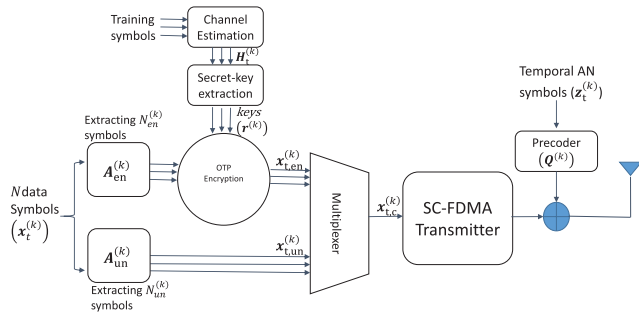 Training
symbols
Channel
Estimation
H_t^(k)
Secret-key
extraction
keys
(r^(k))
Extracting N_en^(k)
symbols
A_en^(k)
OTP
Encryption
x_t,en^(k)
N data
Symbols
(x_t^(k))
A_un^(k)
x_t,un^(k)
Extracting N_un^(k)
symbols
Multiplexer
x_t,c^(k)
SC-FDMA
Transmitter
Temporal AN
symbols (z_t^(k))
Precoder
(Q^(k))